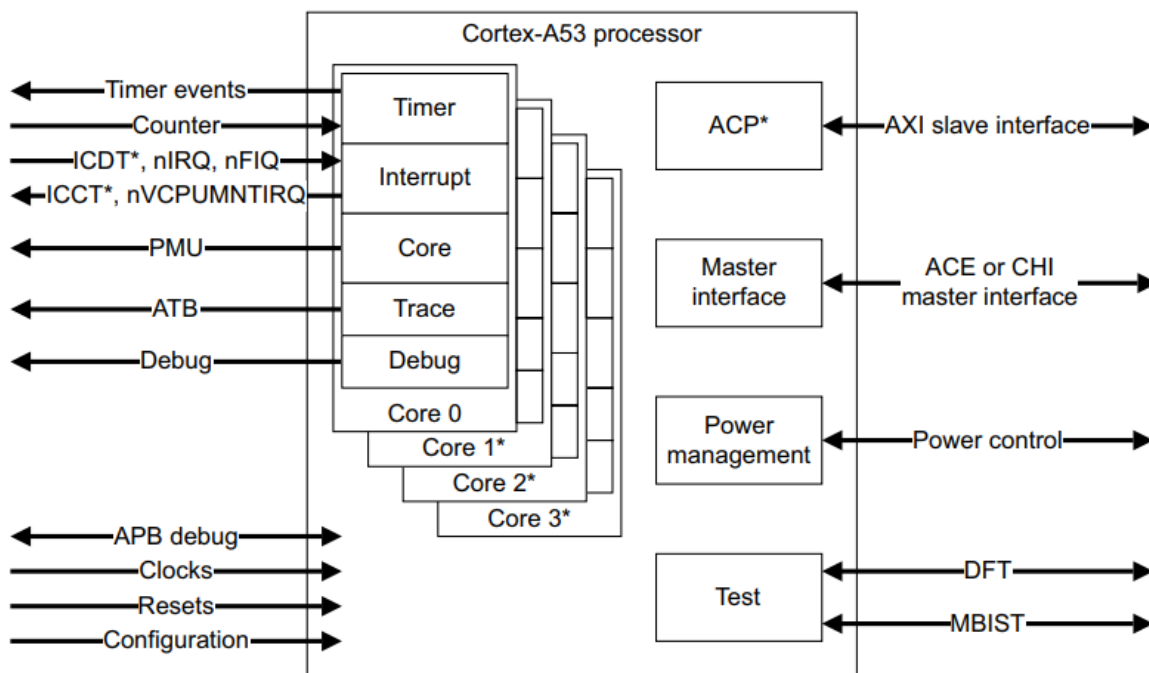 Cortex-A53 processor
Timer events
Counter
ICDT*, nIRQ, nFIQ
ICCT*, nVCPUMNTIRQ
PMU
ATB
Debug
Timer
Interrupt
Core
Trace
Debug
Core 0
Core 1*
Core 2*
Core 3*
APB debug
Clocks
Resets
Configuration
ACP*
AXI slave interface
Master
interface
ACE or CHI
master interface
Power
management
Power control
Test
DFT
MBIST